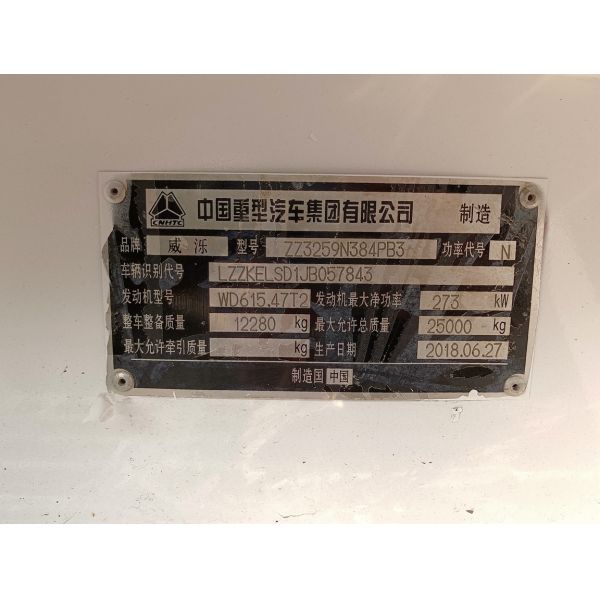 CNHTC 中国重型汽车集团有限公司 制造
品牌 威泺 型号 ZZ3259N384PB3 功率代号 N
车辆识别代号 LZZKELSD1JB057843
发动机型号 WD615.47T2 发动机最大净功率 273 kW
整车整备质量 12280 kg 最大允许总质量 25000 kg
最大允许牵引质量 kg 生产日期 2018.06.27
制造国 中国